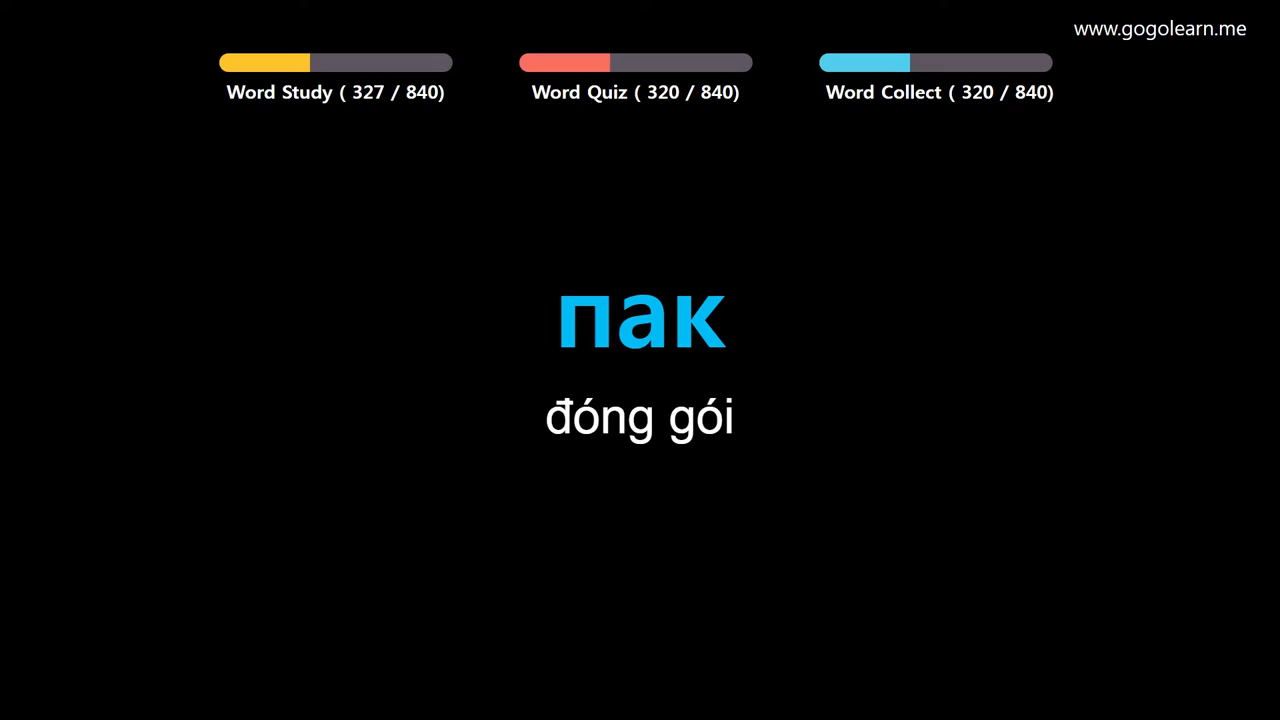 www.gogolearn.me
Word Study ( 327 / 840)
Word Quiz ( 320 / 840)
Word Collect ( 320 / 840)
пак
đóng gói